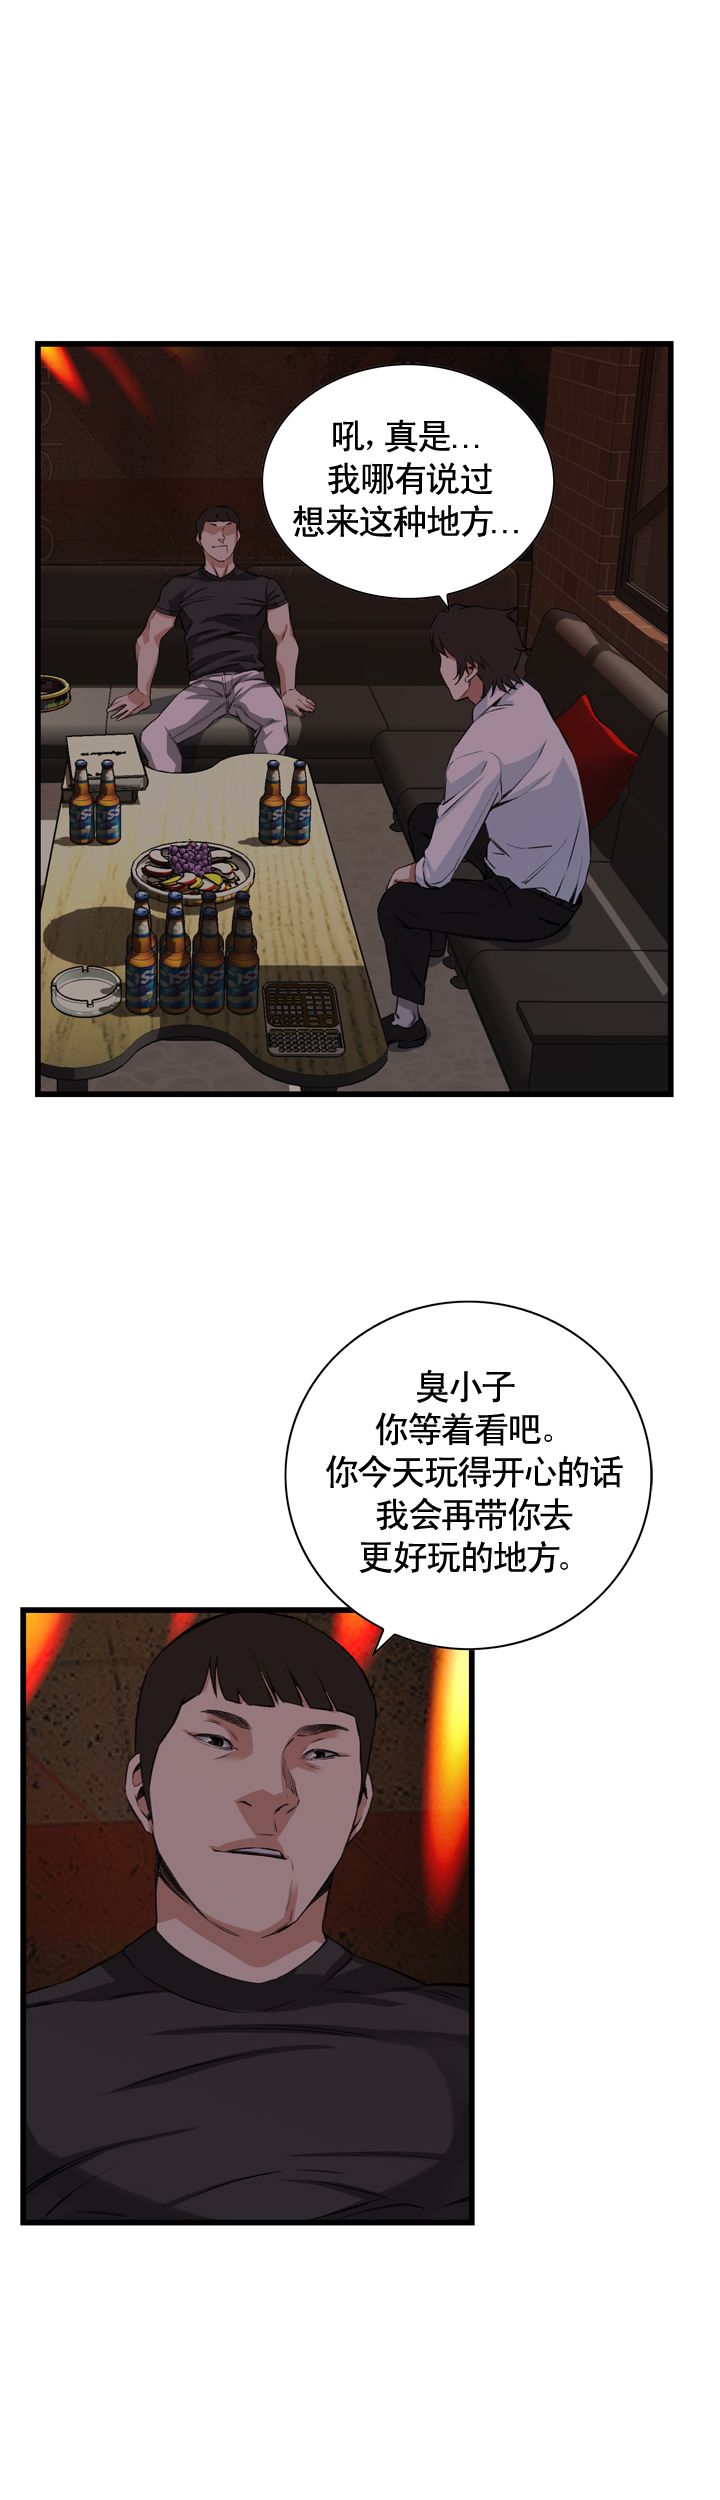 吼，真是…
我哪有说过
想来这种地方…
臭小子
你等着看吧。
你今天玩得开心的话
我会再带你去
更好玩的地方。